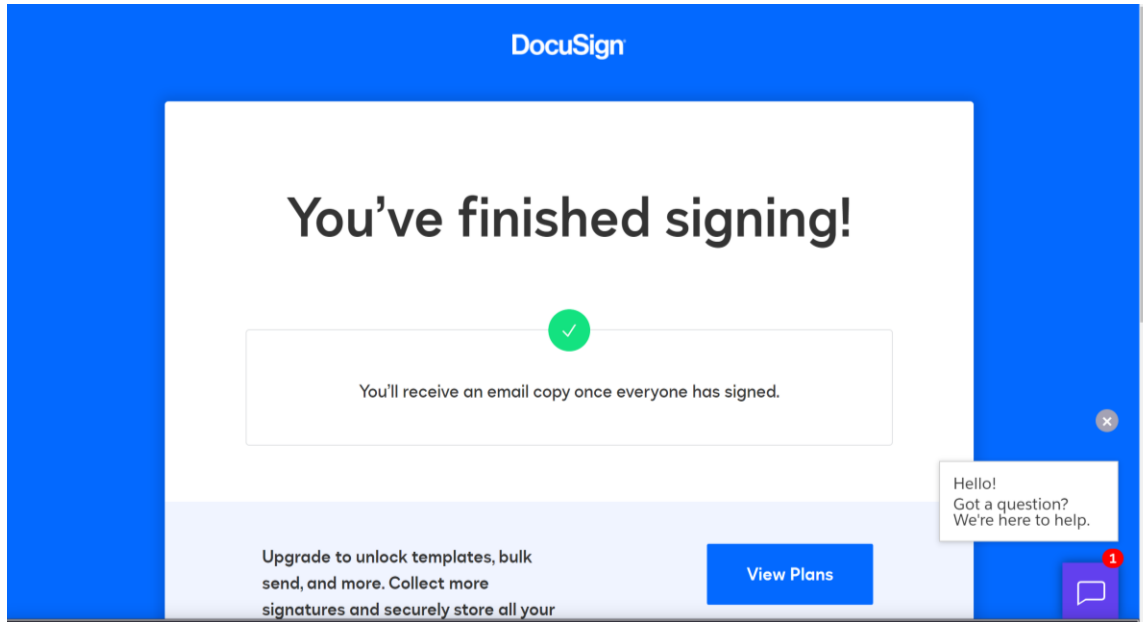 DocuSign
You’ve finished signing!
You’ll receive an email copy once everyone has signed.
Hello!
Got a question?
We're here to help.
Upgrade to unlock templates, bulk
send, and more. Collect more
signatures and securely store all your
View Plans
1